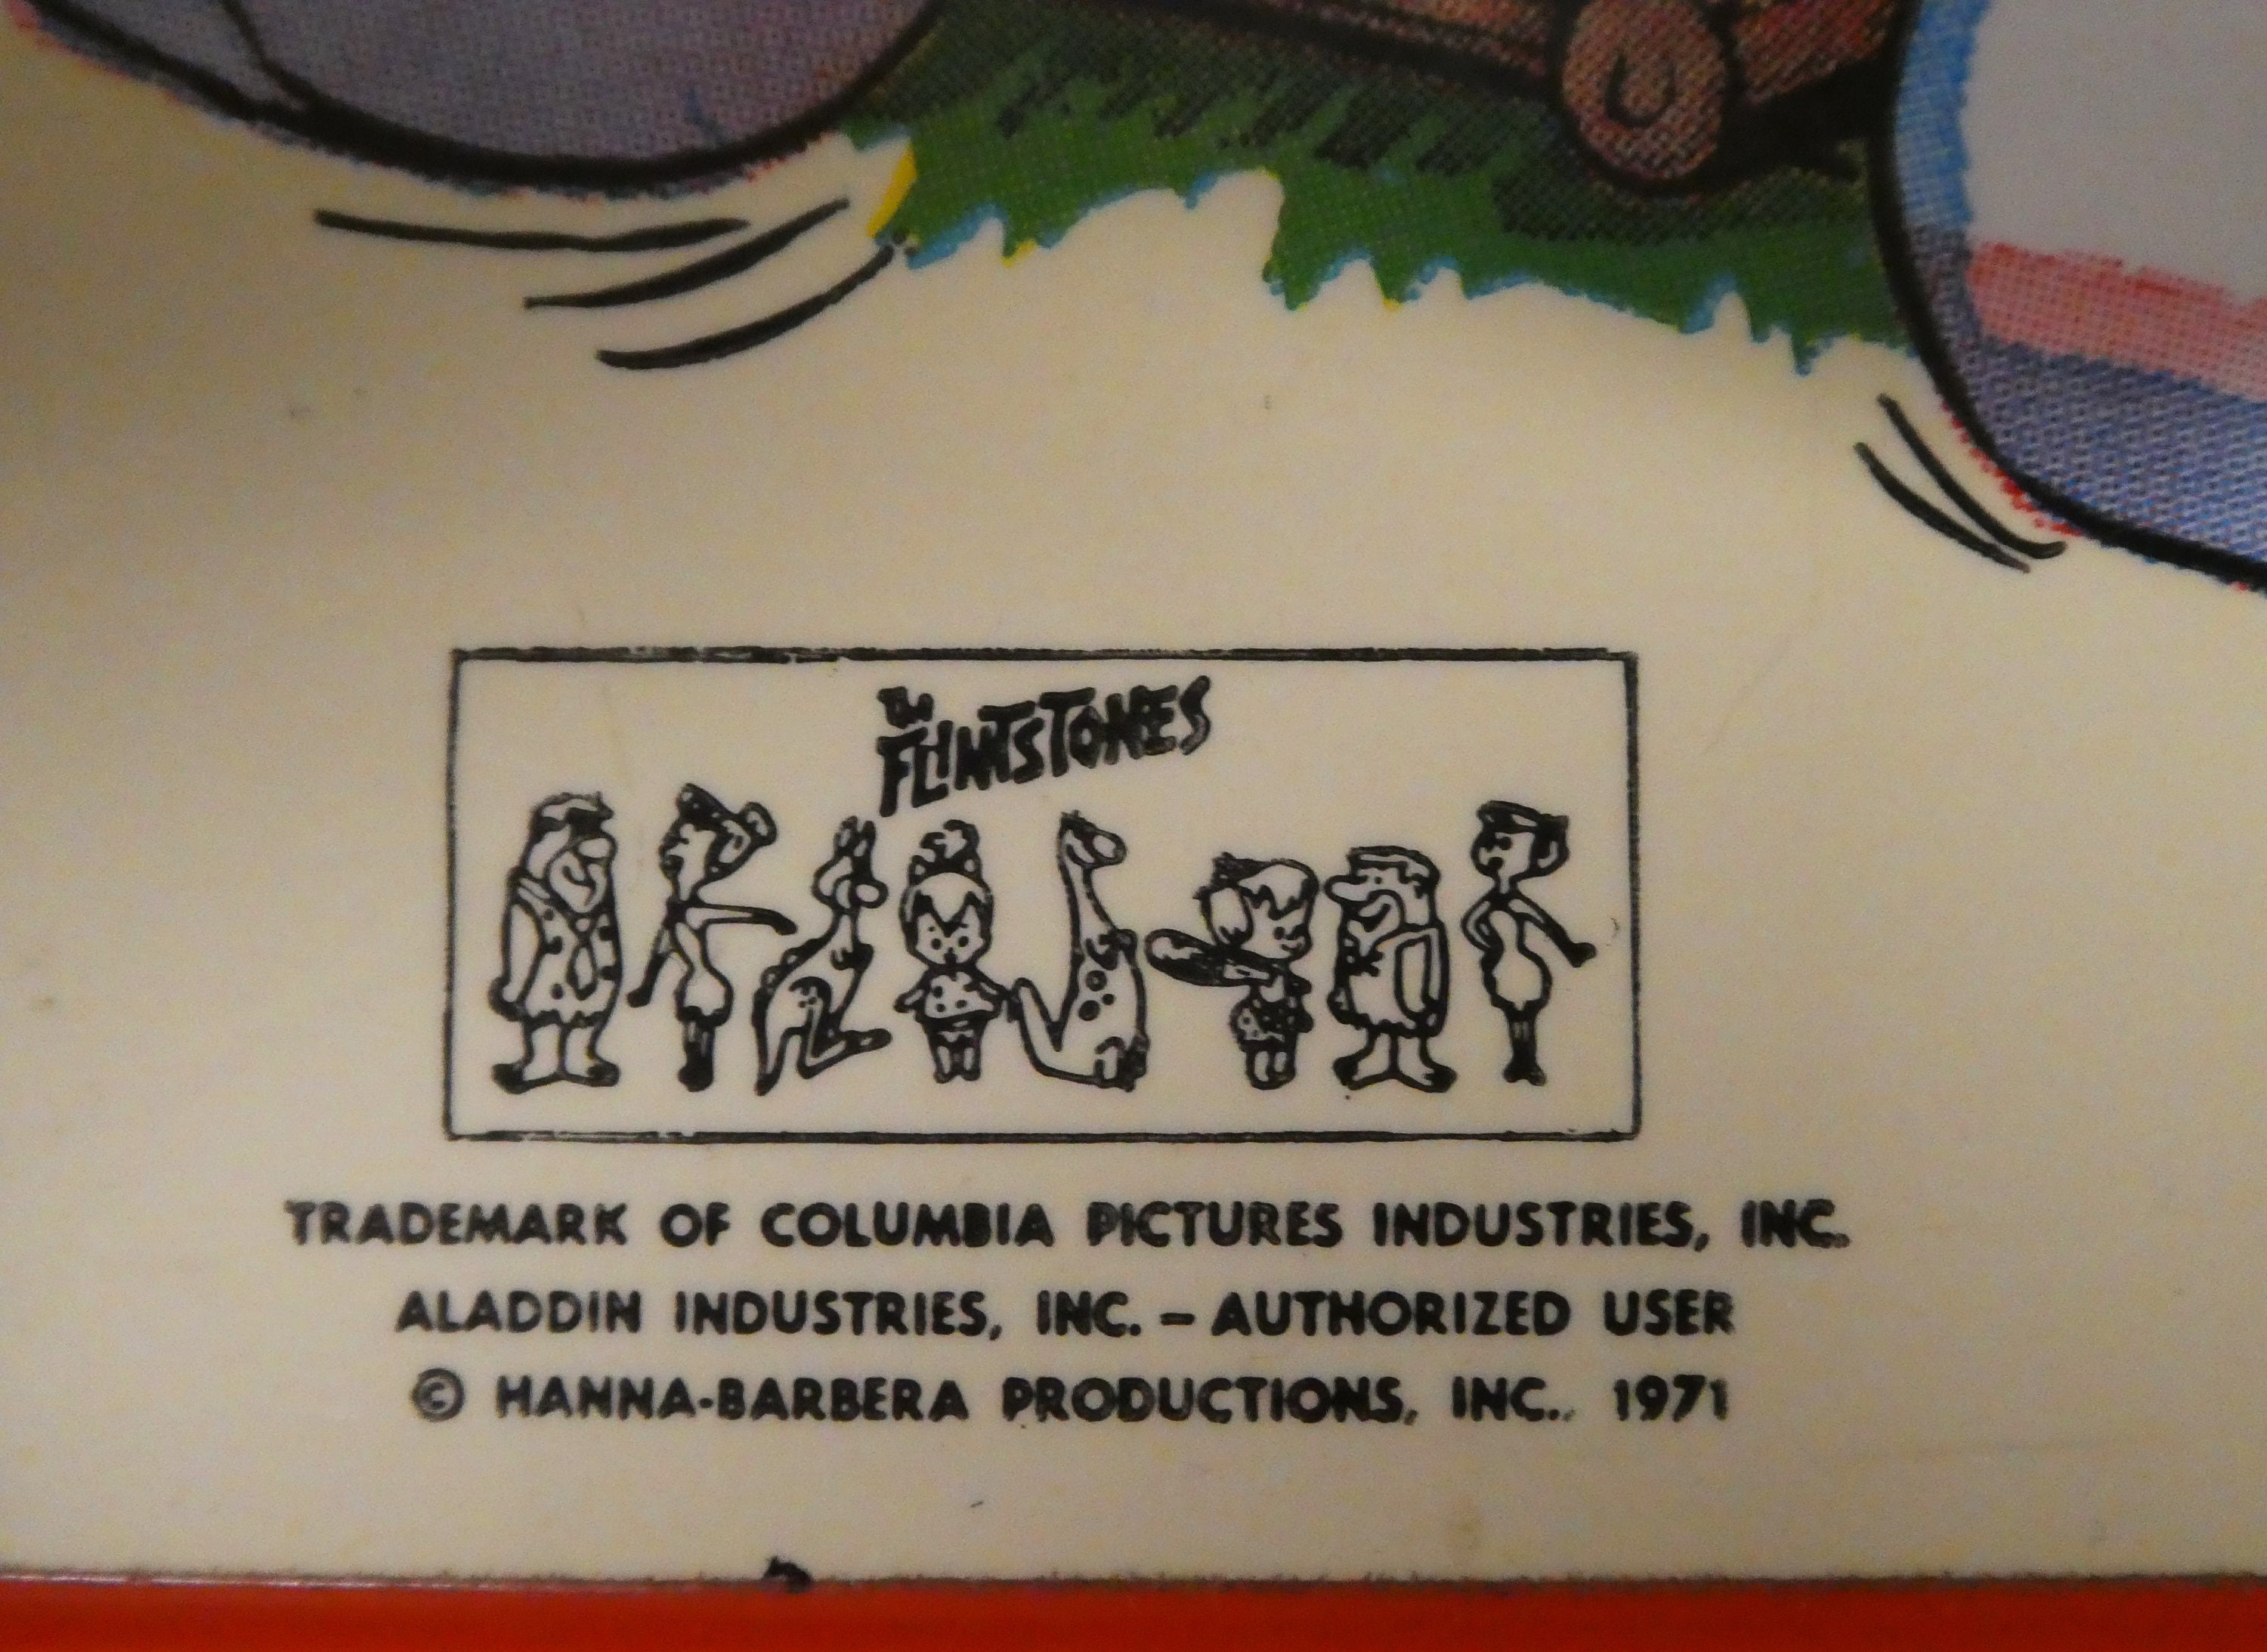 THE
FLINTSTONES
TRADEMARK OF COLUMBIA PICTURES INDUSTRIES, INC.
ALADDIN INDUSTRIES, INC. – AUTHORIZED USER
© HANNA-BARBERA PRODUCTIONS, INC., 1971